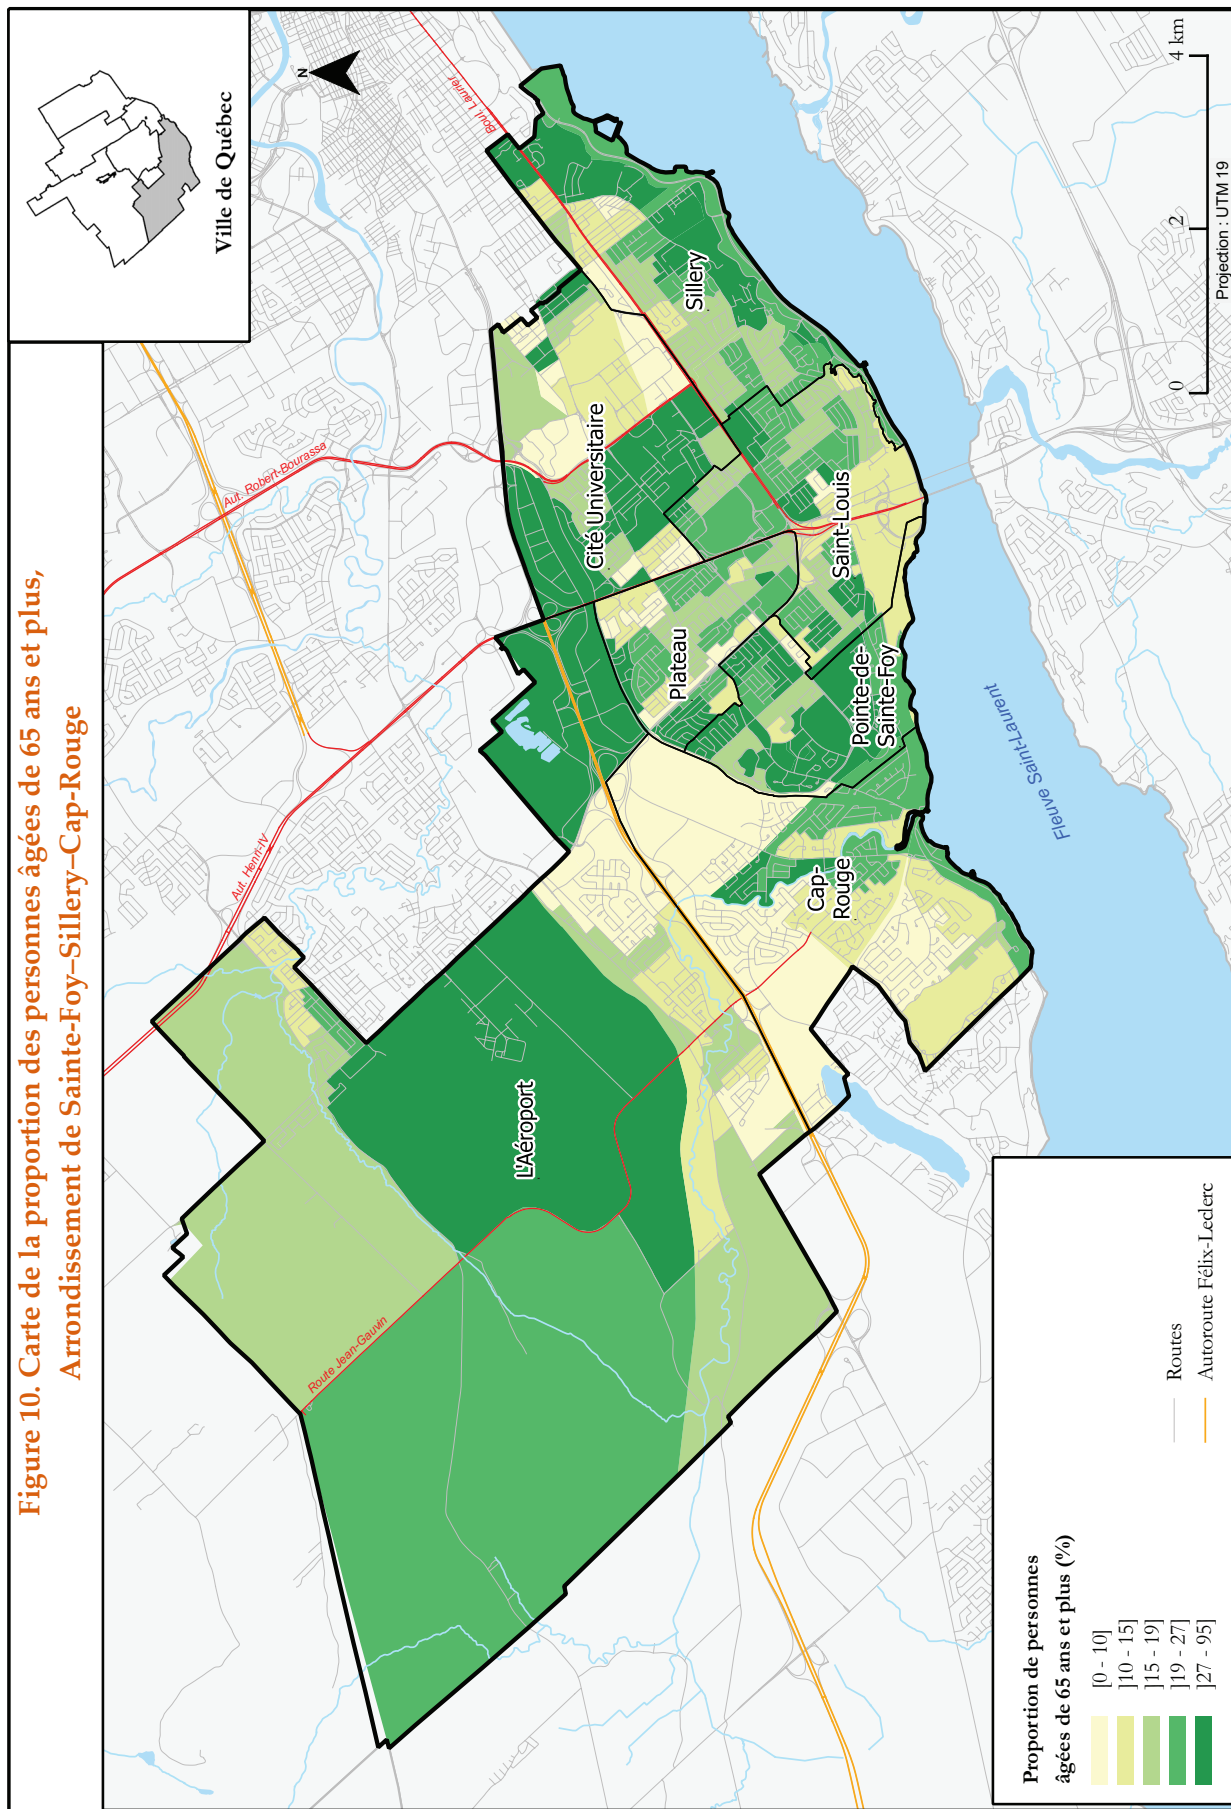 Figure 10. Carte de la proportion des personnes âgées de 65 ans et plus,
Arrondissement de Sainte-Foy–Sillery–Cap-Rouge
Ville de Québec
N
Aut. Henri-IV
Aut. Robert-Bourassa
Boul. Laurier
Route Jean-Gauvin
L'Aéroport
Cité Universitaire
Plateau
Sillery
Saint-Louis
Pointe-de-
Sainte-Foy
Cap-
Rouge
Fleuve Saint-Laurent
Proportion de personnes
âgées de 65 ans et plus (%)
[0 - 10]
]10 - 15]
]15 - 19]
]19 - 27]
]27 - 95]
Routes
Autoroute Félix-Leclerc
0 2 4 km
Projection : UTM 19